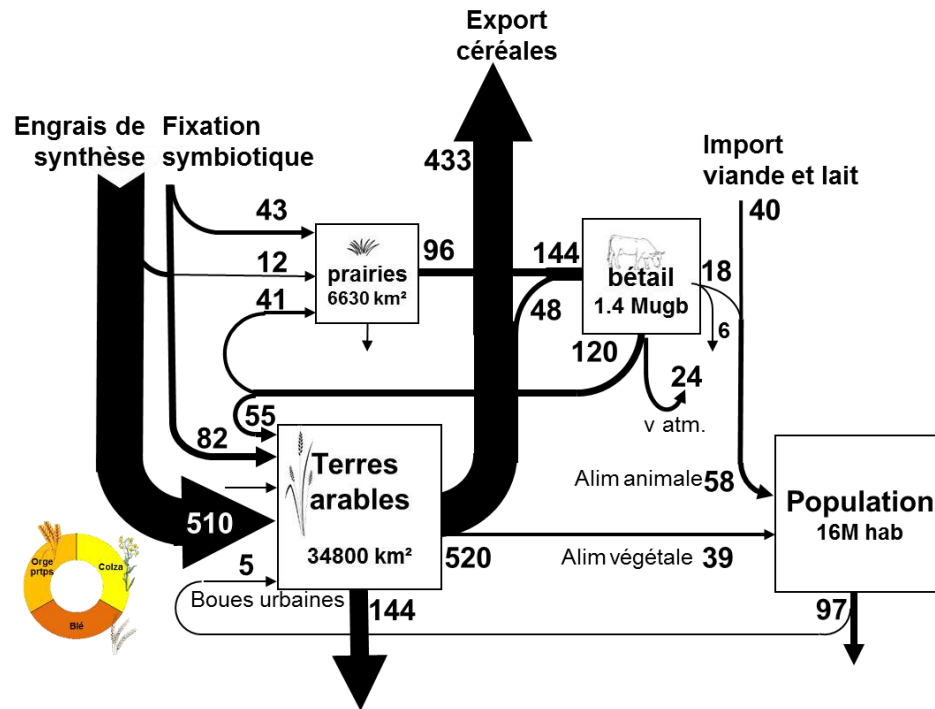 Export
céréales
Engrais de
synthèse
Fixation
symbiotique
433
Import
viande et lait
40
43
12
41
prairies
6630 km²
96
144
48
bétail
1.4 Mugb
18
6
120
24
v atm.
55
82
510
Terres
arables
34800 km²
520
Alim animale 58
Alim végétale 39
Population
16M hab
97
5
Boues urbaines
144
Orge
prtps
Colza
Blé